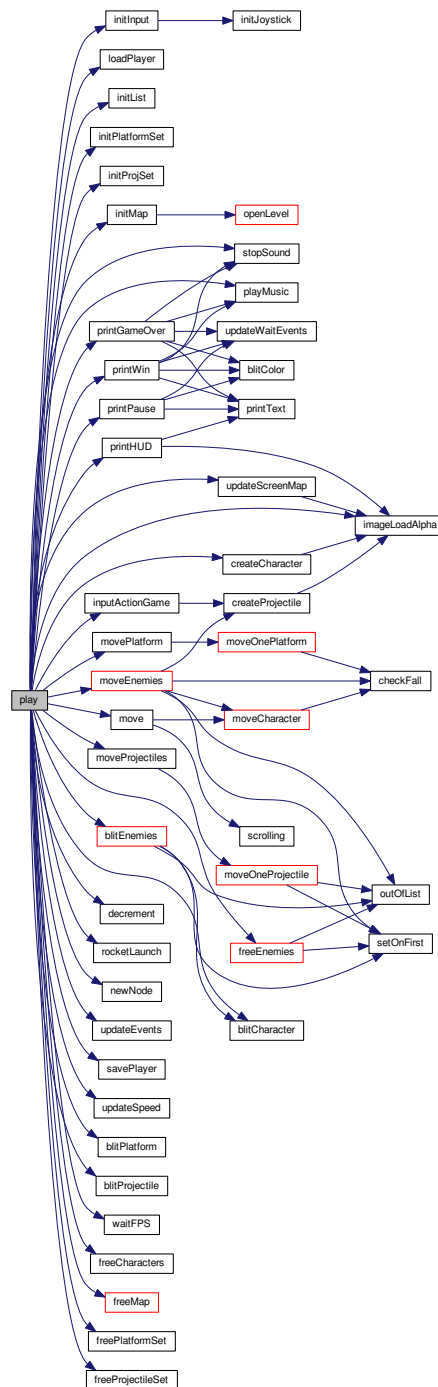 initInput
initJoystick
loadPlayer
initList
initPlatformSet
initProjSet
initMap
openLevel
stopSound
playMusic
printGameOver
updateWaitEvents
printWin
blitColor
printPause
printText
printHUD
updateScreenMap
imageLoadAlpha
createCharacter
inputActionGame
createProjectile
movePlatform
moveOnePlatform
moveEnemies
checkFall
play
move
moveCharacter
moveProjectiles
blitEnemies
scrolling
moveOneProjectile
outOfList
decrement
rocketLaunch
freeEnemies
setOnFirst
newNode
updateEvents
blitCharacter
savePlayer
updateSpeed
blitPlatform
blitProjectile
waitFPS
freeCharacters
freeMap
freePlatformSet
freeProjectileSet